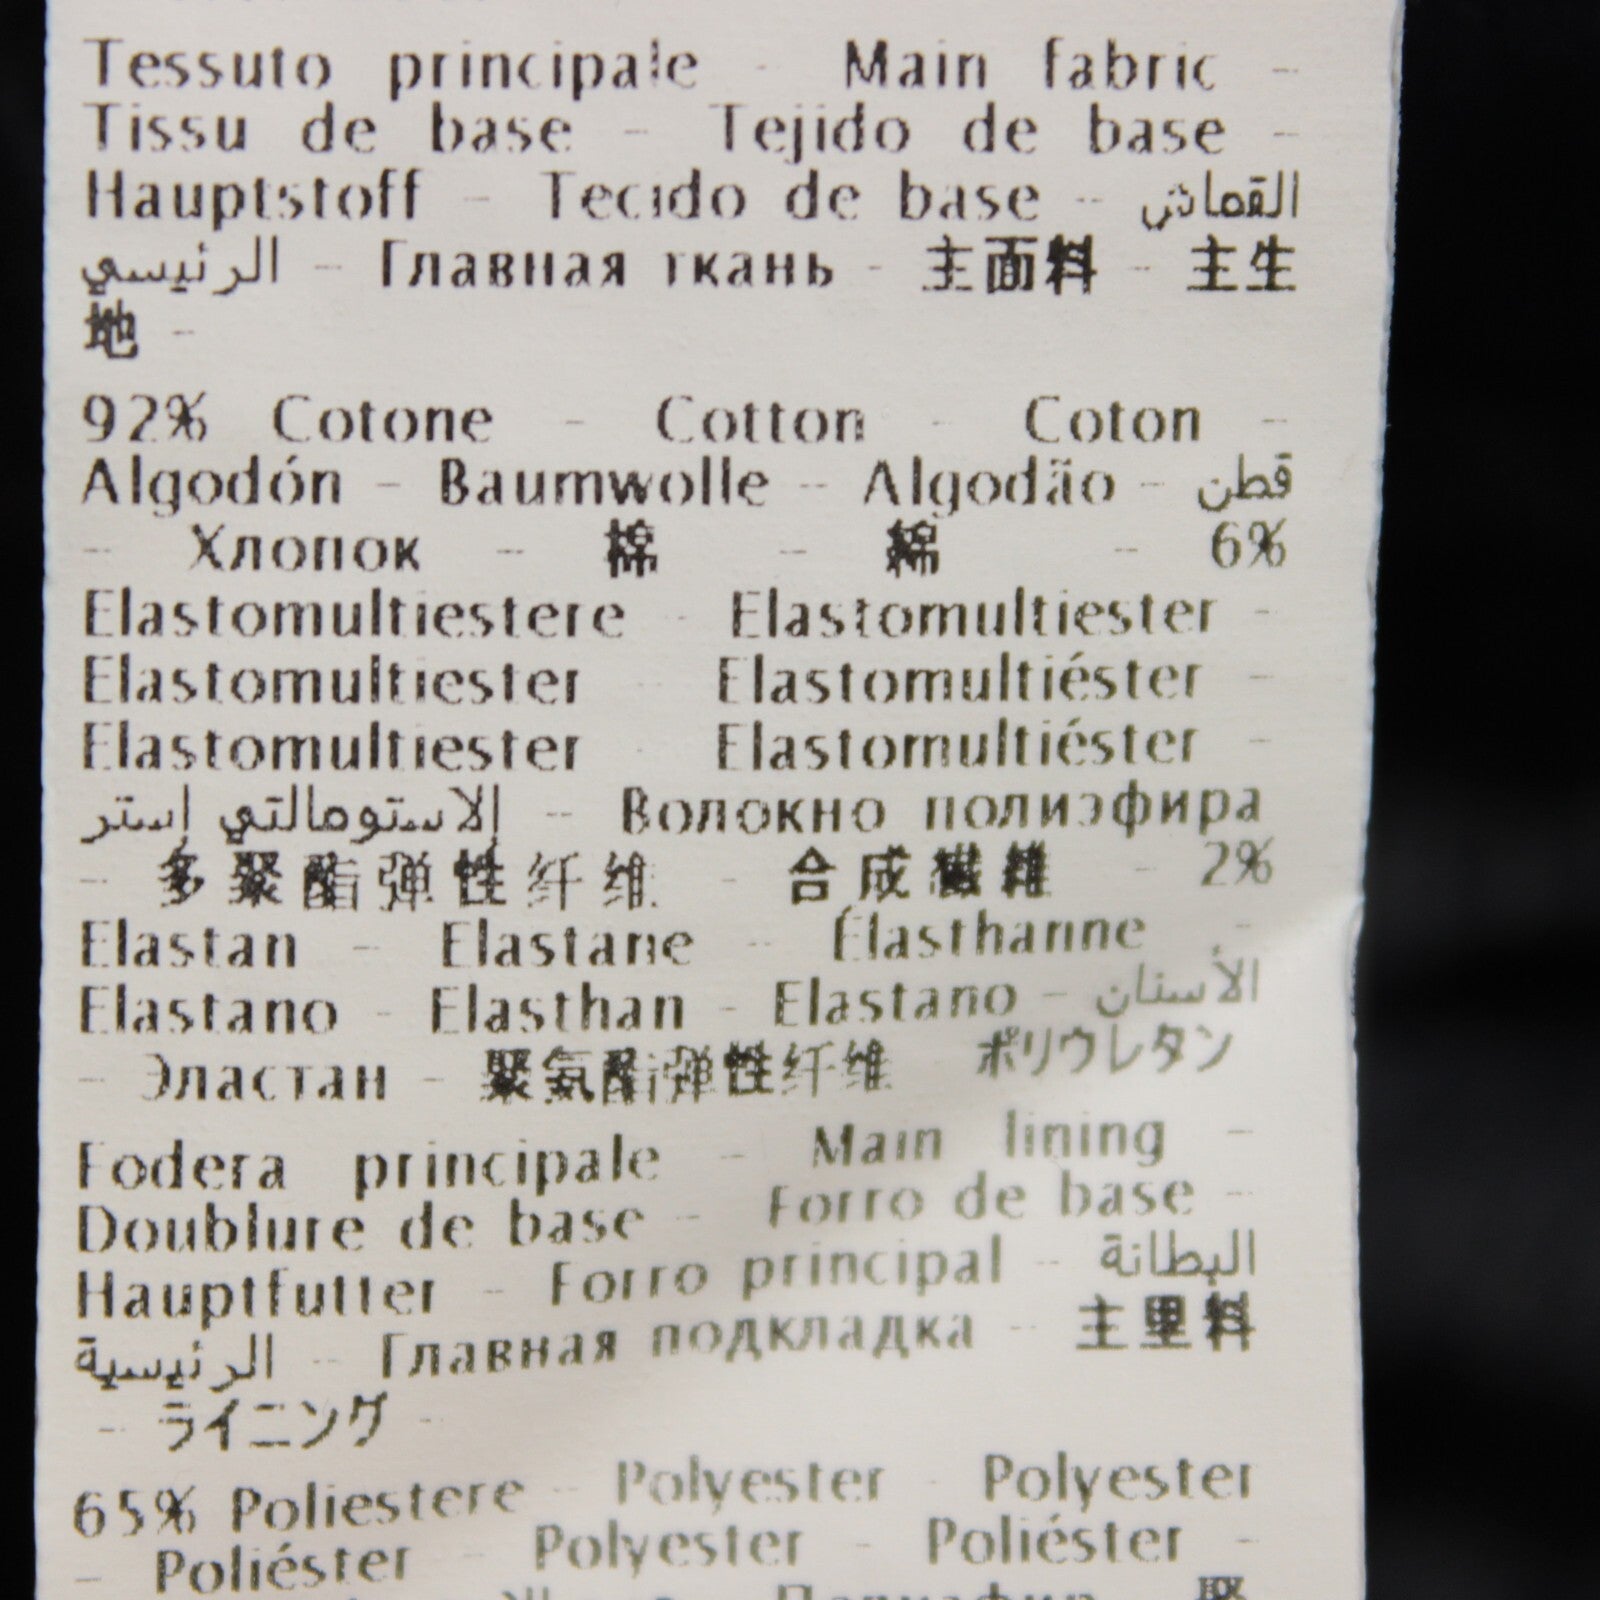 Tessuto principale - Main fabric -
Tissu de base - Tejido de base -
Hauptstoff - Tecido de base - القماش
الرئيسي - Главная ткань - 主面料 - 主生
地 -
92% Cotone - Cotton - Coton -
Algodón - Baumwolle - Algodão - قطن
- Хлопок - 棉 - 綿 - 6%
Elastomultiestere - Elastomultiester -
Elastomultiester - Elastomultiéster -
Elastomultiester - Elastomultiéster -
إلاستومالتي إستر - Волокно полиэфира
- 多聚酯弹性纤维 - 合成繊維 - 2%
Elastan - Elastane - Élasthanne -
Elastano - Elasthan - Elastano - الأسنان
- Эластан - 聚氨酯弹性纤维 ポリウレタン
Fodera principale - Main lining -
Doublure de base - Forro de base -
Hauptfutter - Forro principal - البطانة
الرئيسية - Главная подкладка - 主里料
- ライニング -
65% Poliestere - Polyester - Polyester
- Poliéster - Polyester - Poliéster -